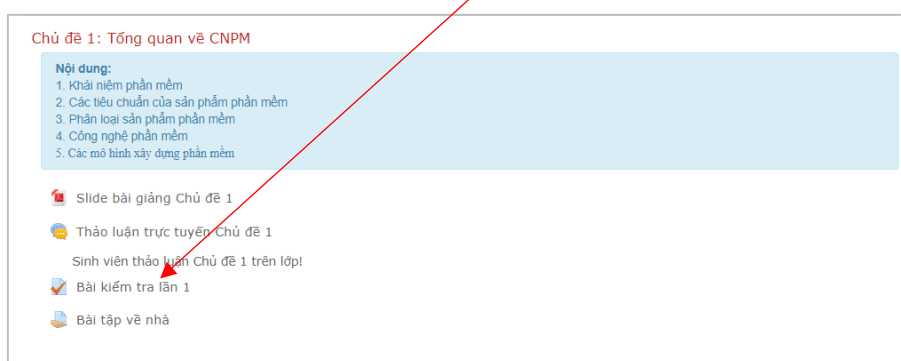 Chủ đề 1: Tổng quan về CNPM
Nội dung:
1. Khái niệm phần mềm
2. Các tiêu chuẩn của sản phẩm phần mềm
3. Phân loại sản phẩm phần mềm
4. Công nghệ phần mềm
5. Các mô hình xây dựng phần mềm
Slide bài giảng Chủ đề 1
Thảo luận trực tuyến Chủ đề 1
Sinh viên thảo luận Chủ đề 1 trên lớp!
Bài kiểm tra lần 1
Bài tập về nhà